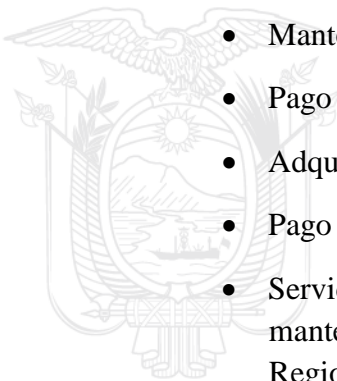 • Mant
• Pago
• Adqu
• Pago
• Servi
mante
Regio